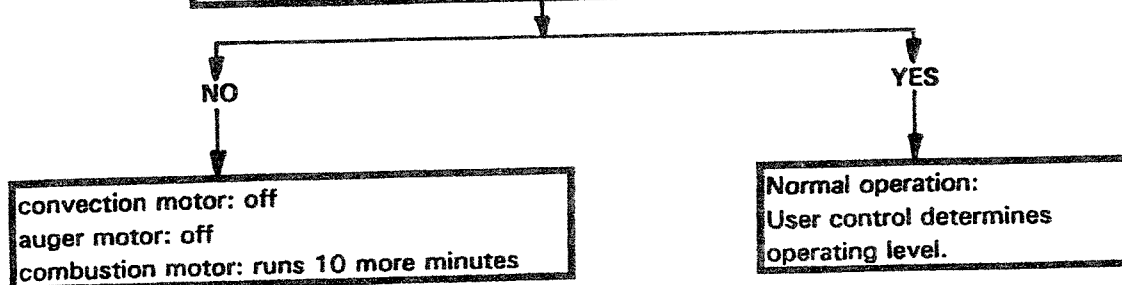 NO
YES
convection motor: off
auger motor: off
combustion motor: runs 10 more minutes
Normal operation:
User control determines
operating level.